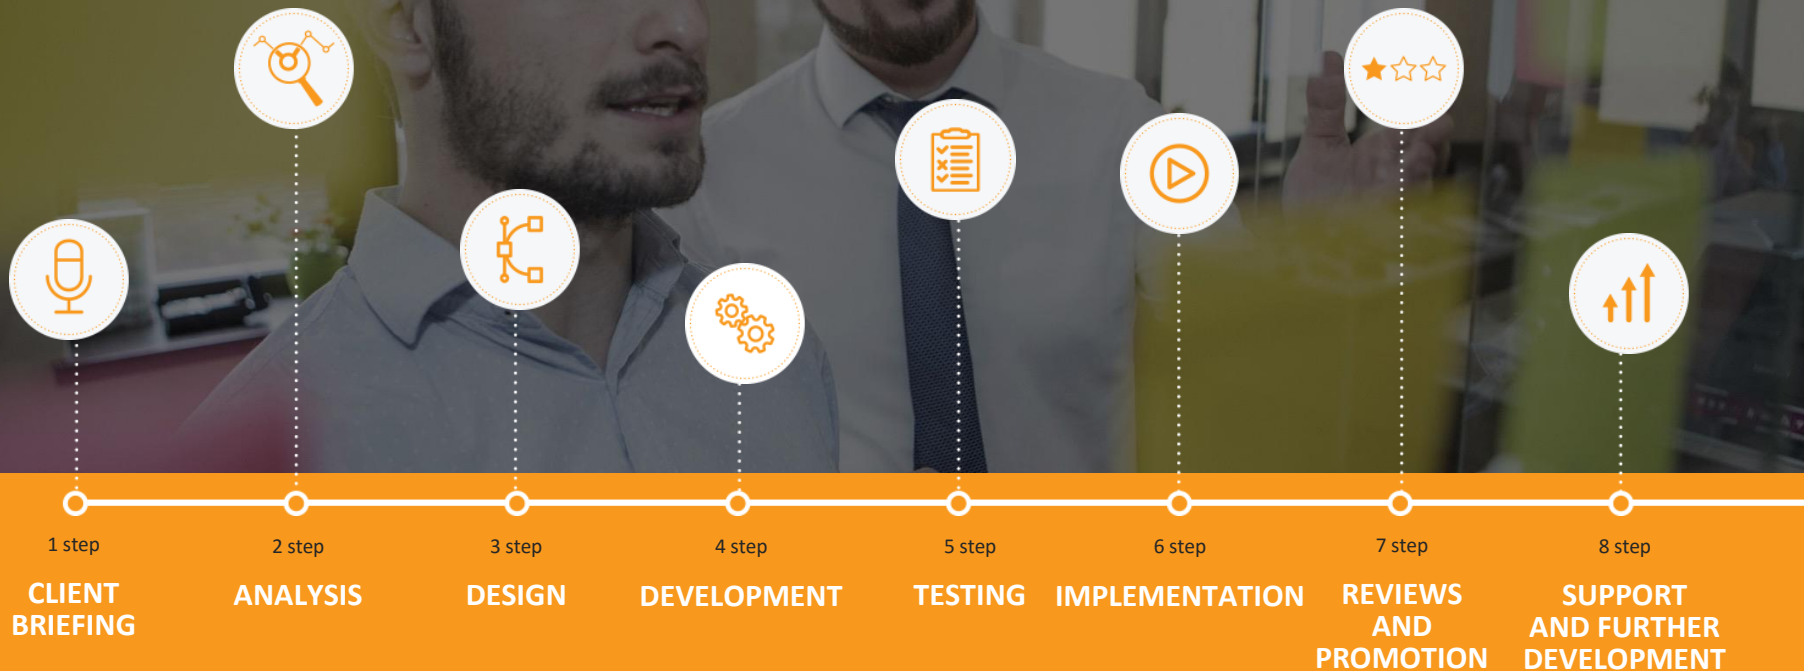 1 step
CLIENT
BRIEFING
2 step
ANALYSIS
3 step
DESIGN
4 step
DEVELOPMENT
5 step
TESTING
6 step
IMPLEMENTATION
7 step
REVIEWS
AND
PROMOTION
8 step
SUPPORT
AND FURTHER
DEVELOPMENT